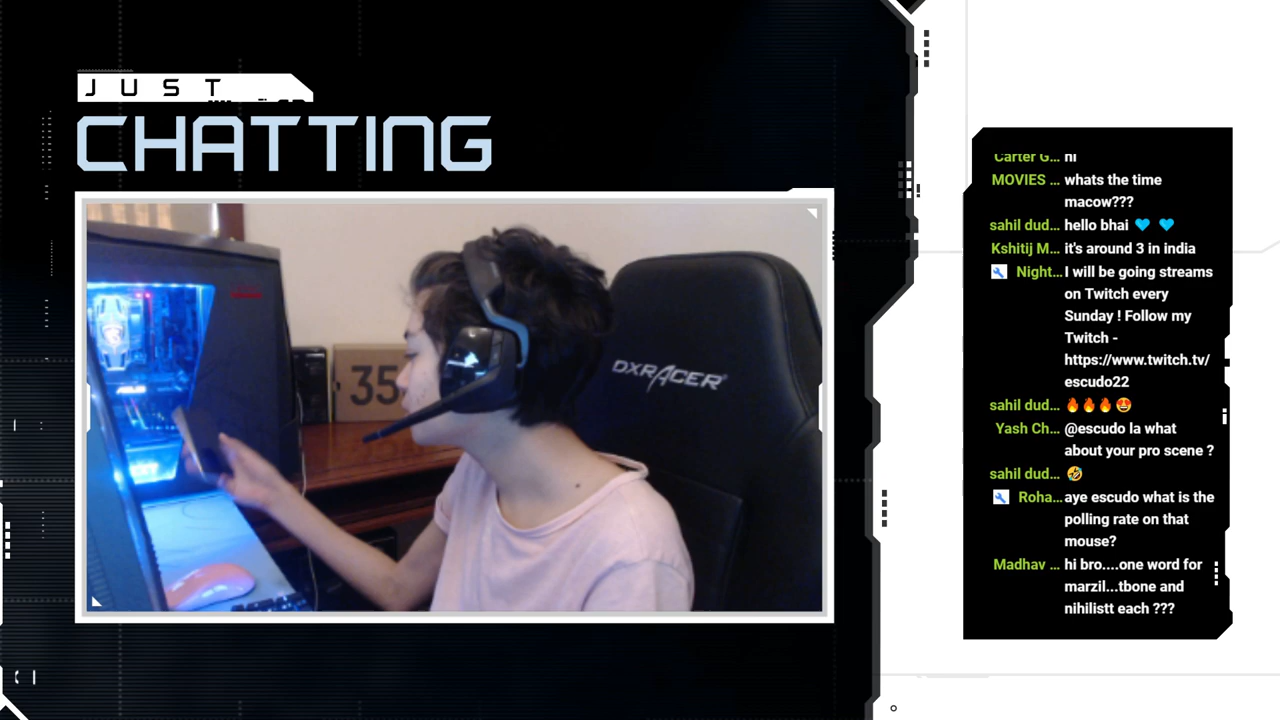 JUST
CHATTING
35
DXRACER
Carter G... hi
MOVIES ... whats the time
macow???
sahil dud... hello bhai 💙 💙
Kshitij M... it's around 3 in india
Night... I will be going streams
on Twitch every
Sunday ! Follow my
Twitch -
https://www.twitch.tv/
escudo22
sahil dud... 🔥🔥🔥😍
Yash Ch... @escudo la what
about your pro scene ?
sahil dud... 🤣
Roha... aye escudo what is the
polling rate on that
mouse?
Madhav ... hi bro....one word for
marzil...tbone and
nihilistt each ???